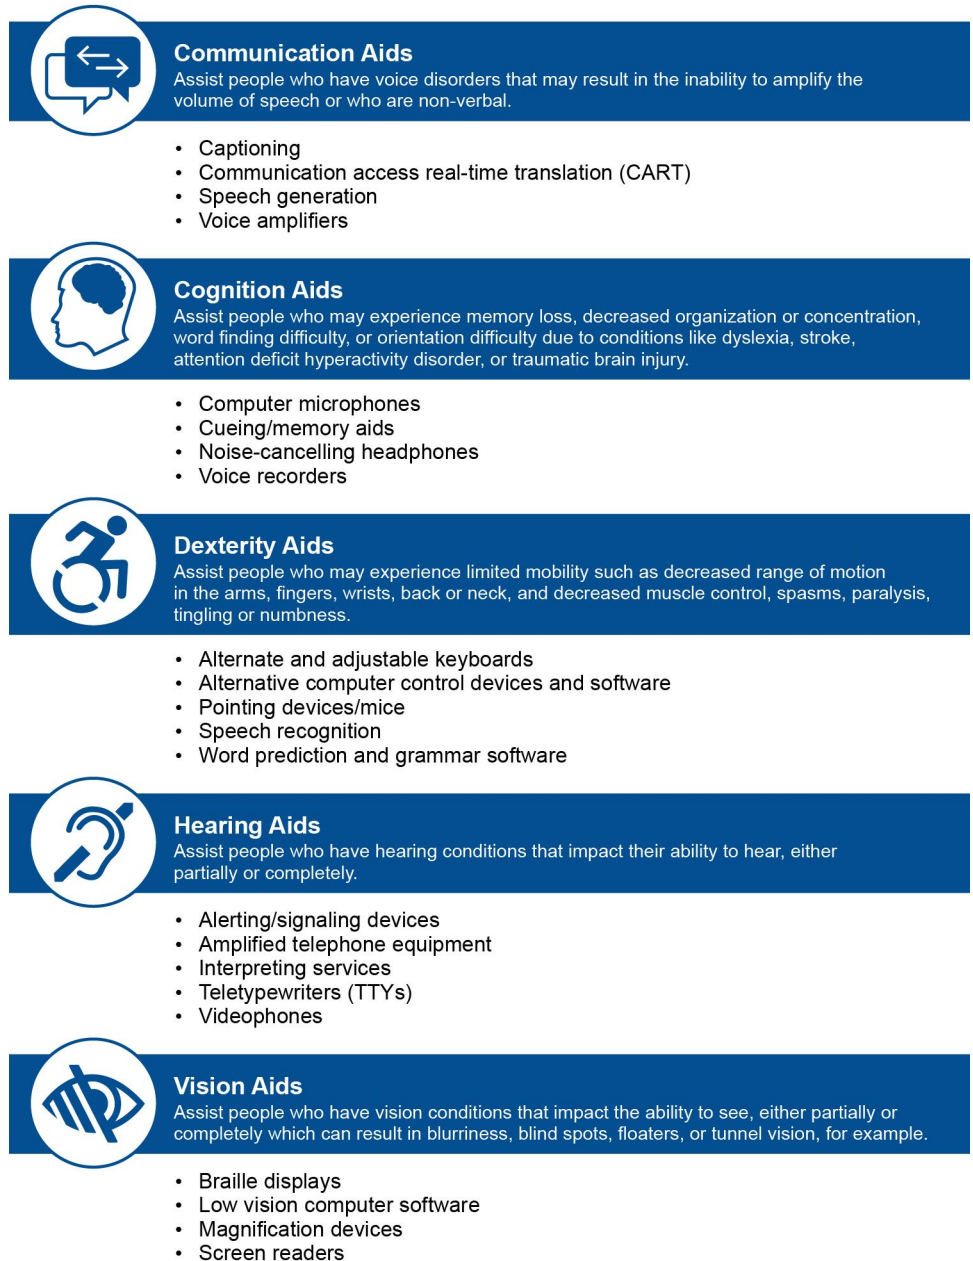 Communication Aids
Assist people who have voice disorders that may result in the inability to amplify the
volume of speech or who are non-verbal.
• Captioning
• Communication access real-time translation (CART)
• Speech generation
• Voice amplifiers
Cognition Aids
Assist people who may experience memory loss, decreased organization or concentration,
word finding difficulty, or orientation difficulty due to conditions like dyslexia, stroke,
attention deficit hyperactivity disorder, or traumatic brain injury.
• Computer microphones
• Cueing/memory aids
• Noise-cancelling headphones
• Voice recorders
Dexterity Aids
Assist people who may experience limited mobility such as decreased range of motion
in the arms, fingers, wrists, back or neck, and decreased muscle control, spasms, paralysis,
tingling or numbness.
• Alternate and adjustable keyboards
• Alternative computer control devices and software
• Pointing devices/mice
• Speech recognition
• Word prediction and grammar software
Hearing Aids
Assist people who have hearing conditions that impact their ability to hear, either
partially or completely.
• Alerting/signaling devices
• Amplified telephone equipment
• Interpreting services
• Teletypewriters (TTYs)
• Videophones
Vision Aids
Assist people who have vision conditions that impact the ability to see, either partially or
completely which can result in blurriness, blind spots, floaters, or tunnel vision, for example.
• Braille displays
• Low vision computer software
• Magnification devices
• Screen readers